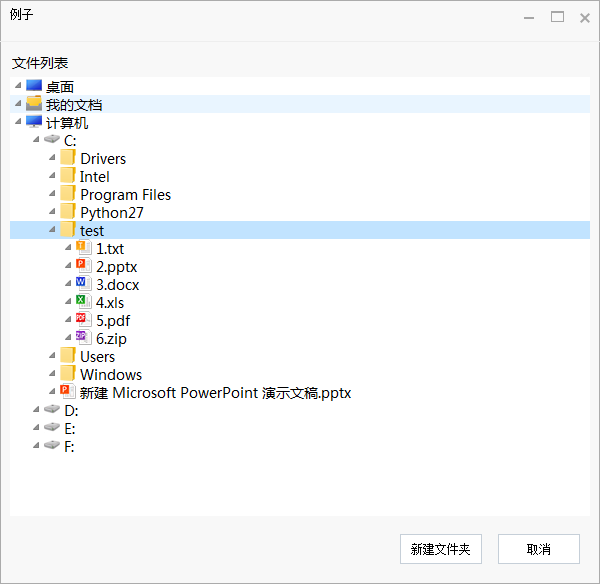 例子
文件列表
桌面
我的文档
计算机
C:
Drivers
Intel
Program Files
Python27
test
1.txt
2.pptx
3.docx
4.xls
5.pdf
6.zip
Users
Windows
新建 Microsoft PowerPoint 演示文稿.pptx
D:
E:
F:
新建文件夹 取消